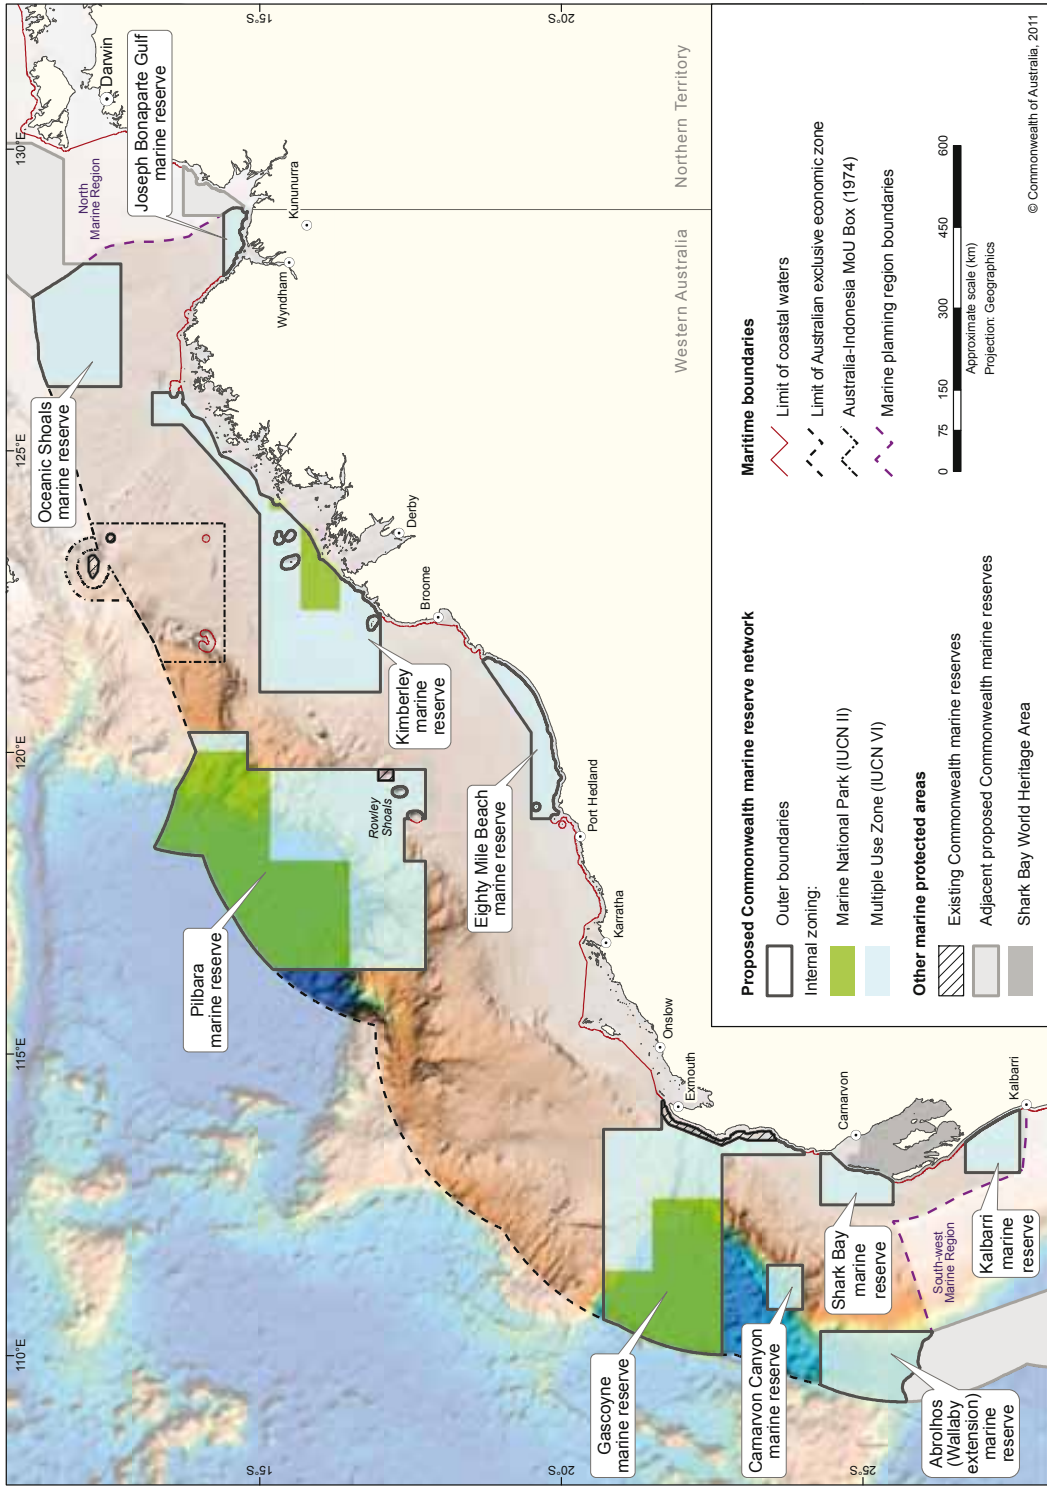 110°E
115°E
120°E
125°E
130°E
15°S
20°S
15°S
20°S
25°S
Oceanic Shoals
marine reserve
North
Marine Region
Joseph Bonaparte Gulf
marine reserve
Darwin
Kununurra
Wyndham
Northern Territory
Western Australia
Derby
Broome
Kimberley
marine
reserve
Rowley
Shoals
Pilbara
marine reserve
Eighty Mile Beach
marine reserve
Port Hedland
Karratha
Onslow
Exmouth
Gascoyne
marine reserve
Carnarvon Canyon
marine reserve
Carnarvon
Shark Bay
marine
reserve
Abrolhos
(Wallaby
extension)
marine
reserve
South-west
Marine Region
Kalbarri
marine
reserve
Kalbarri
Proposed Commonwealth marine reserve network
Outer boundaries
Internal zoning:
Marine National Park (IUCN II)
Multiple Use Zone (IUCN VI)
Other marine protected areas
Existing Commonwealth marine reserves
Adjacent proposed Commonwealth marine reserves
Shark Bay World Heritage Area
Maritime boundaries
Limit of coastal waters
Limit of Australian exclusive economic zone
Australia-Indonesia MoU Box (1974)
Marine planning region boundaries
0 75 150 300 450 600
Approximate scale (km)
Projection: Geographics
© Commonwealth of Australia, 2011